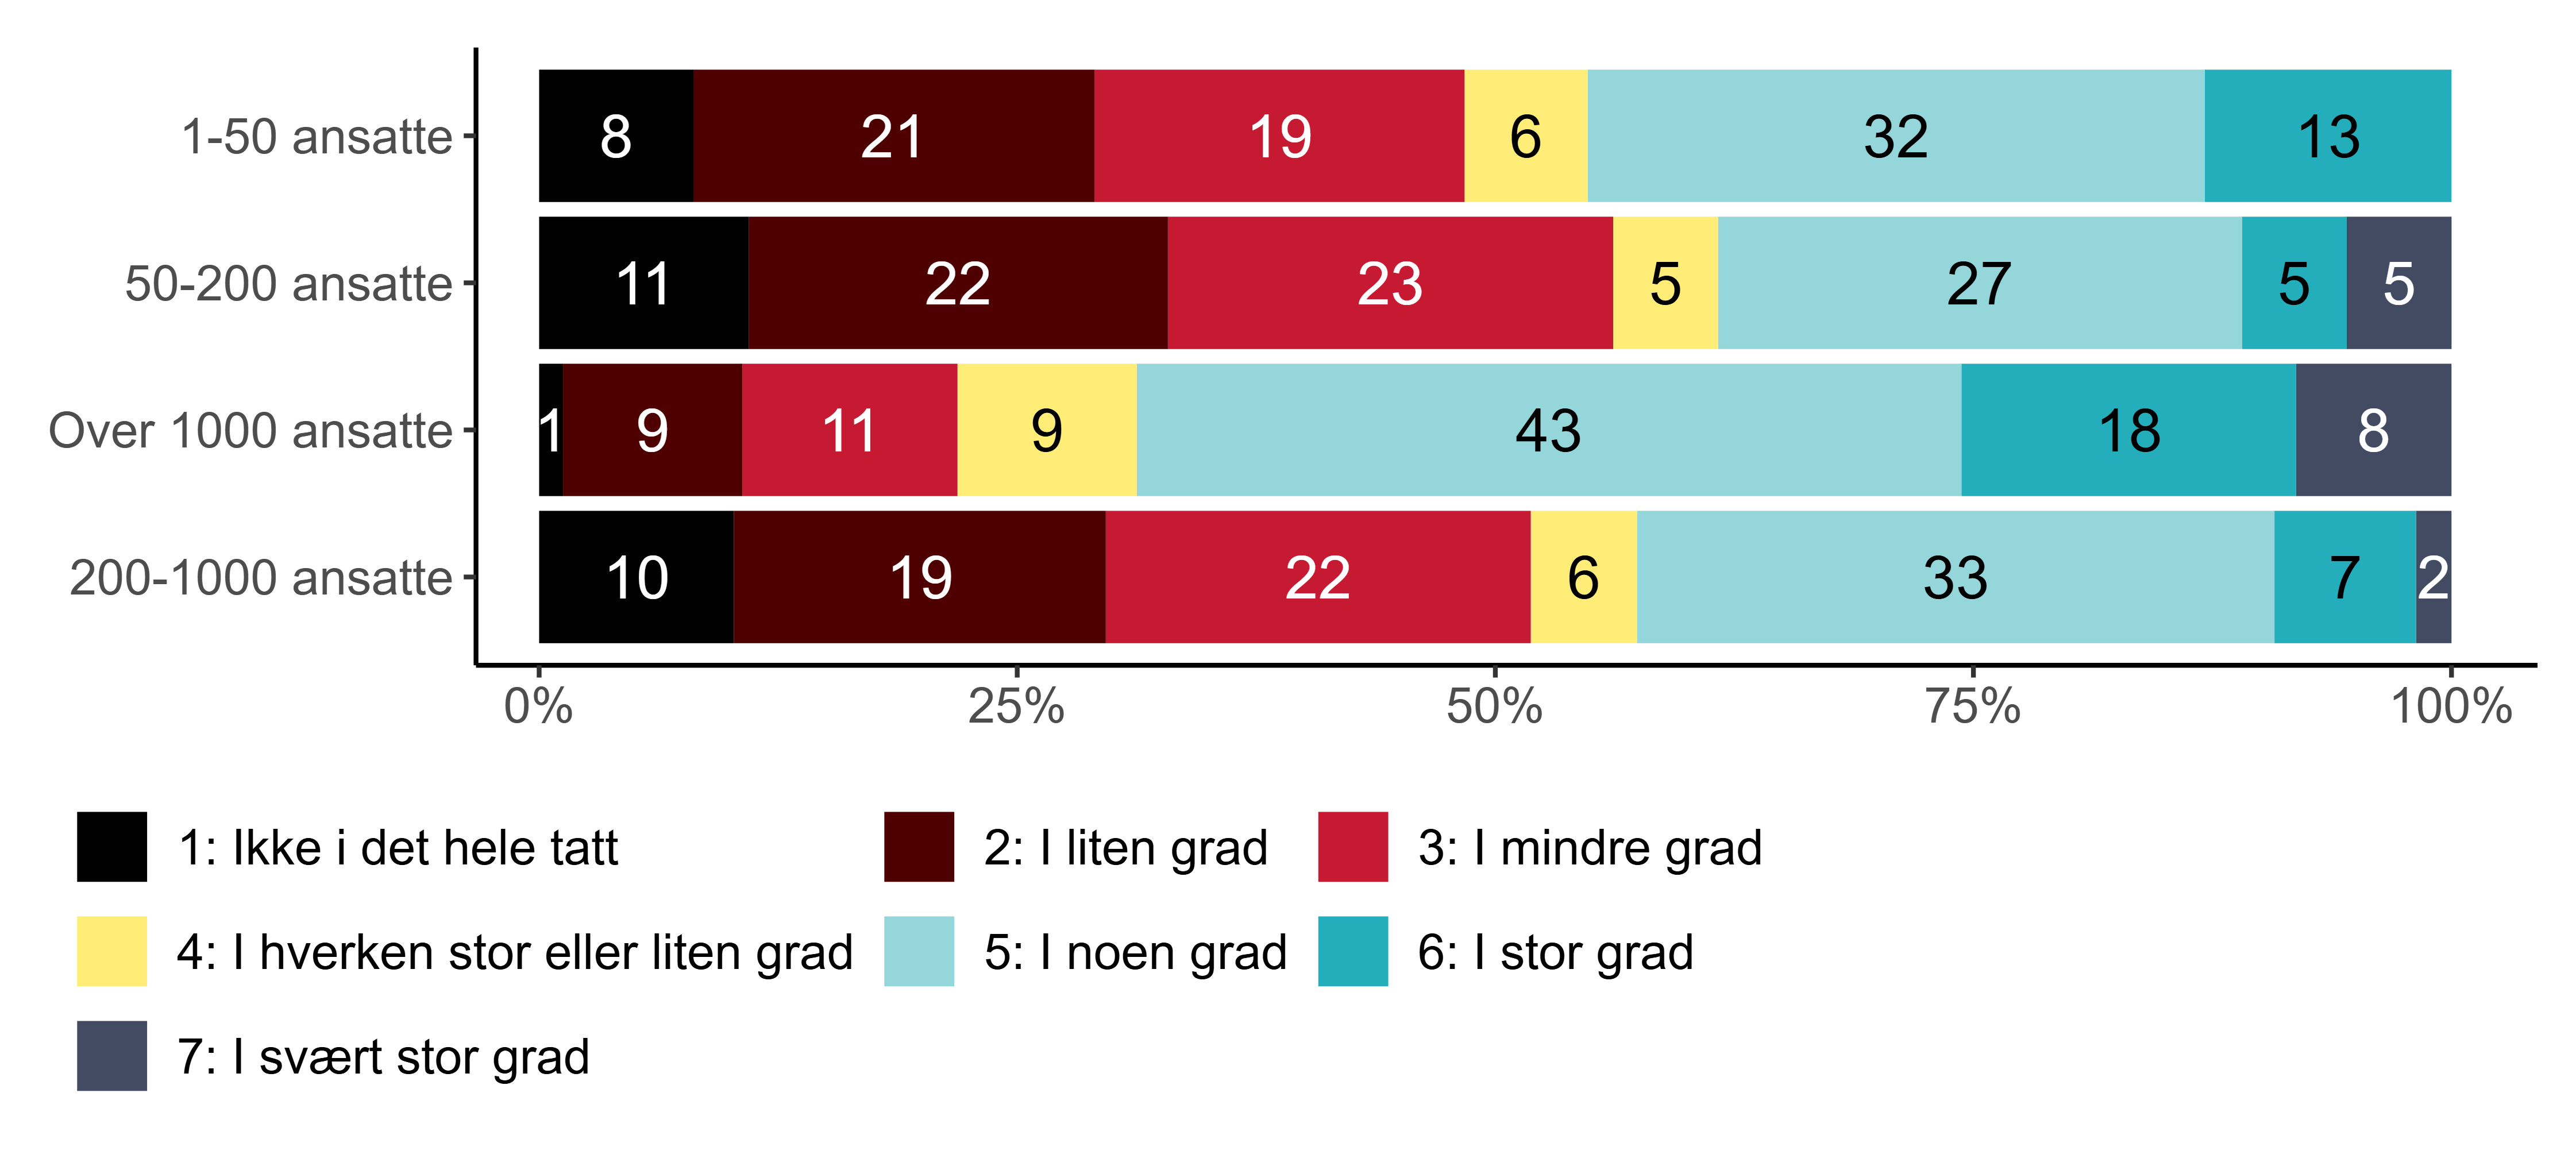 1-50 ansatte 8 21 19 6 32 13
50-200 ansatte 11 22 23 5 27 5 5
Over 1000 ansatte 1 9 11 9 43 18 8
200-1000 ansatte 10 19 22 6 33 7 2
0% 25% 50% 75% 100%
1: Ikke i det hele tatt 2: I liten grad 3: I mindre grad
4: I hverken stor eller liten grad 5: I noen grad 6: I stor grad
7: I svært stor grad